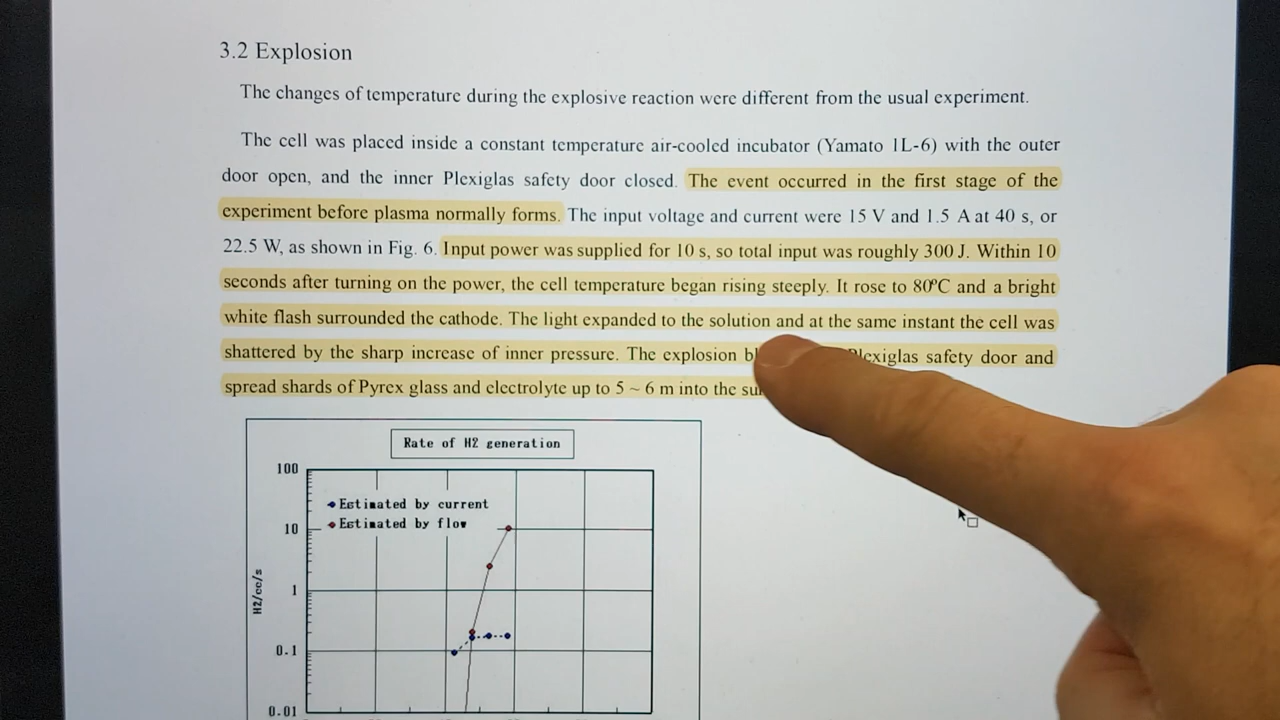 3.2 Explosion
The changes of temperature during the explosive reaction were different from the usual experiment.
The cell was placed inside a constant temperature air-cooled incubator (Yamato 1L-6) with the outer
door open, and the inner Plexiglas safety door closed. The event occurred in the first stage of the
experiment before plasma normally forms. The input voltage and current were 15 V and 1.5 A at 40 s, or
22.5 W, as shown in Fig. 6. Input power was supplied for 10 s, so total input was roughly 300 J. Within 10
seconds after turning on the power, the cell temperature began rising steeply. It rose to 80ºC and a bright
white flash surrounded the cathode. The light expanded to the solution and at the same instant the cell was
shattered by the sharp increase of inner pressure. The explosion Plexiglas safety door and
spread shards of Pyrex glass and electrolyte up to 5 ~ 6 m into the
Rate of H2 generation
100
Estimated by current
Estimated by flow
10
H2/cc/s
1
0.1
0.01